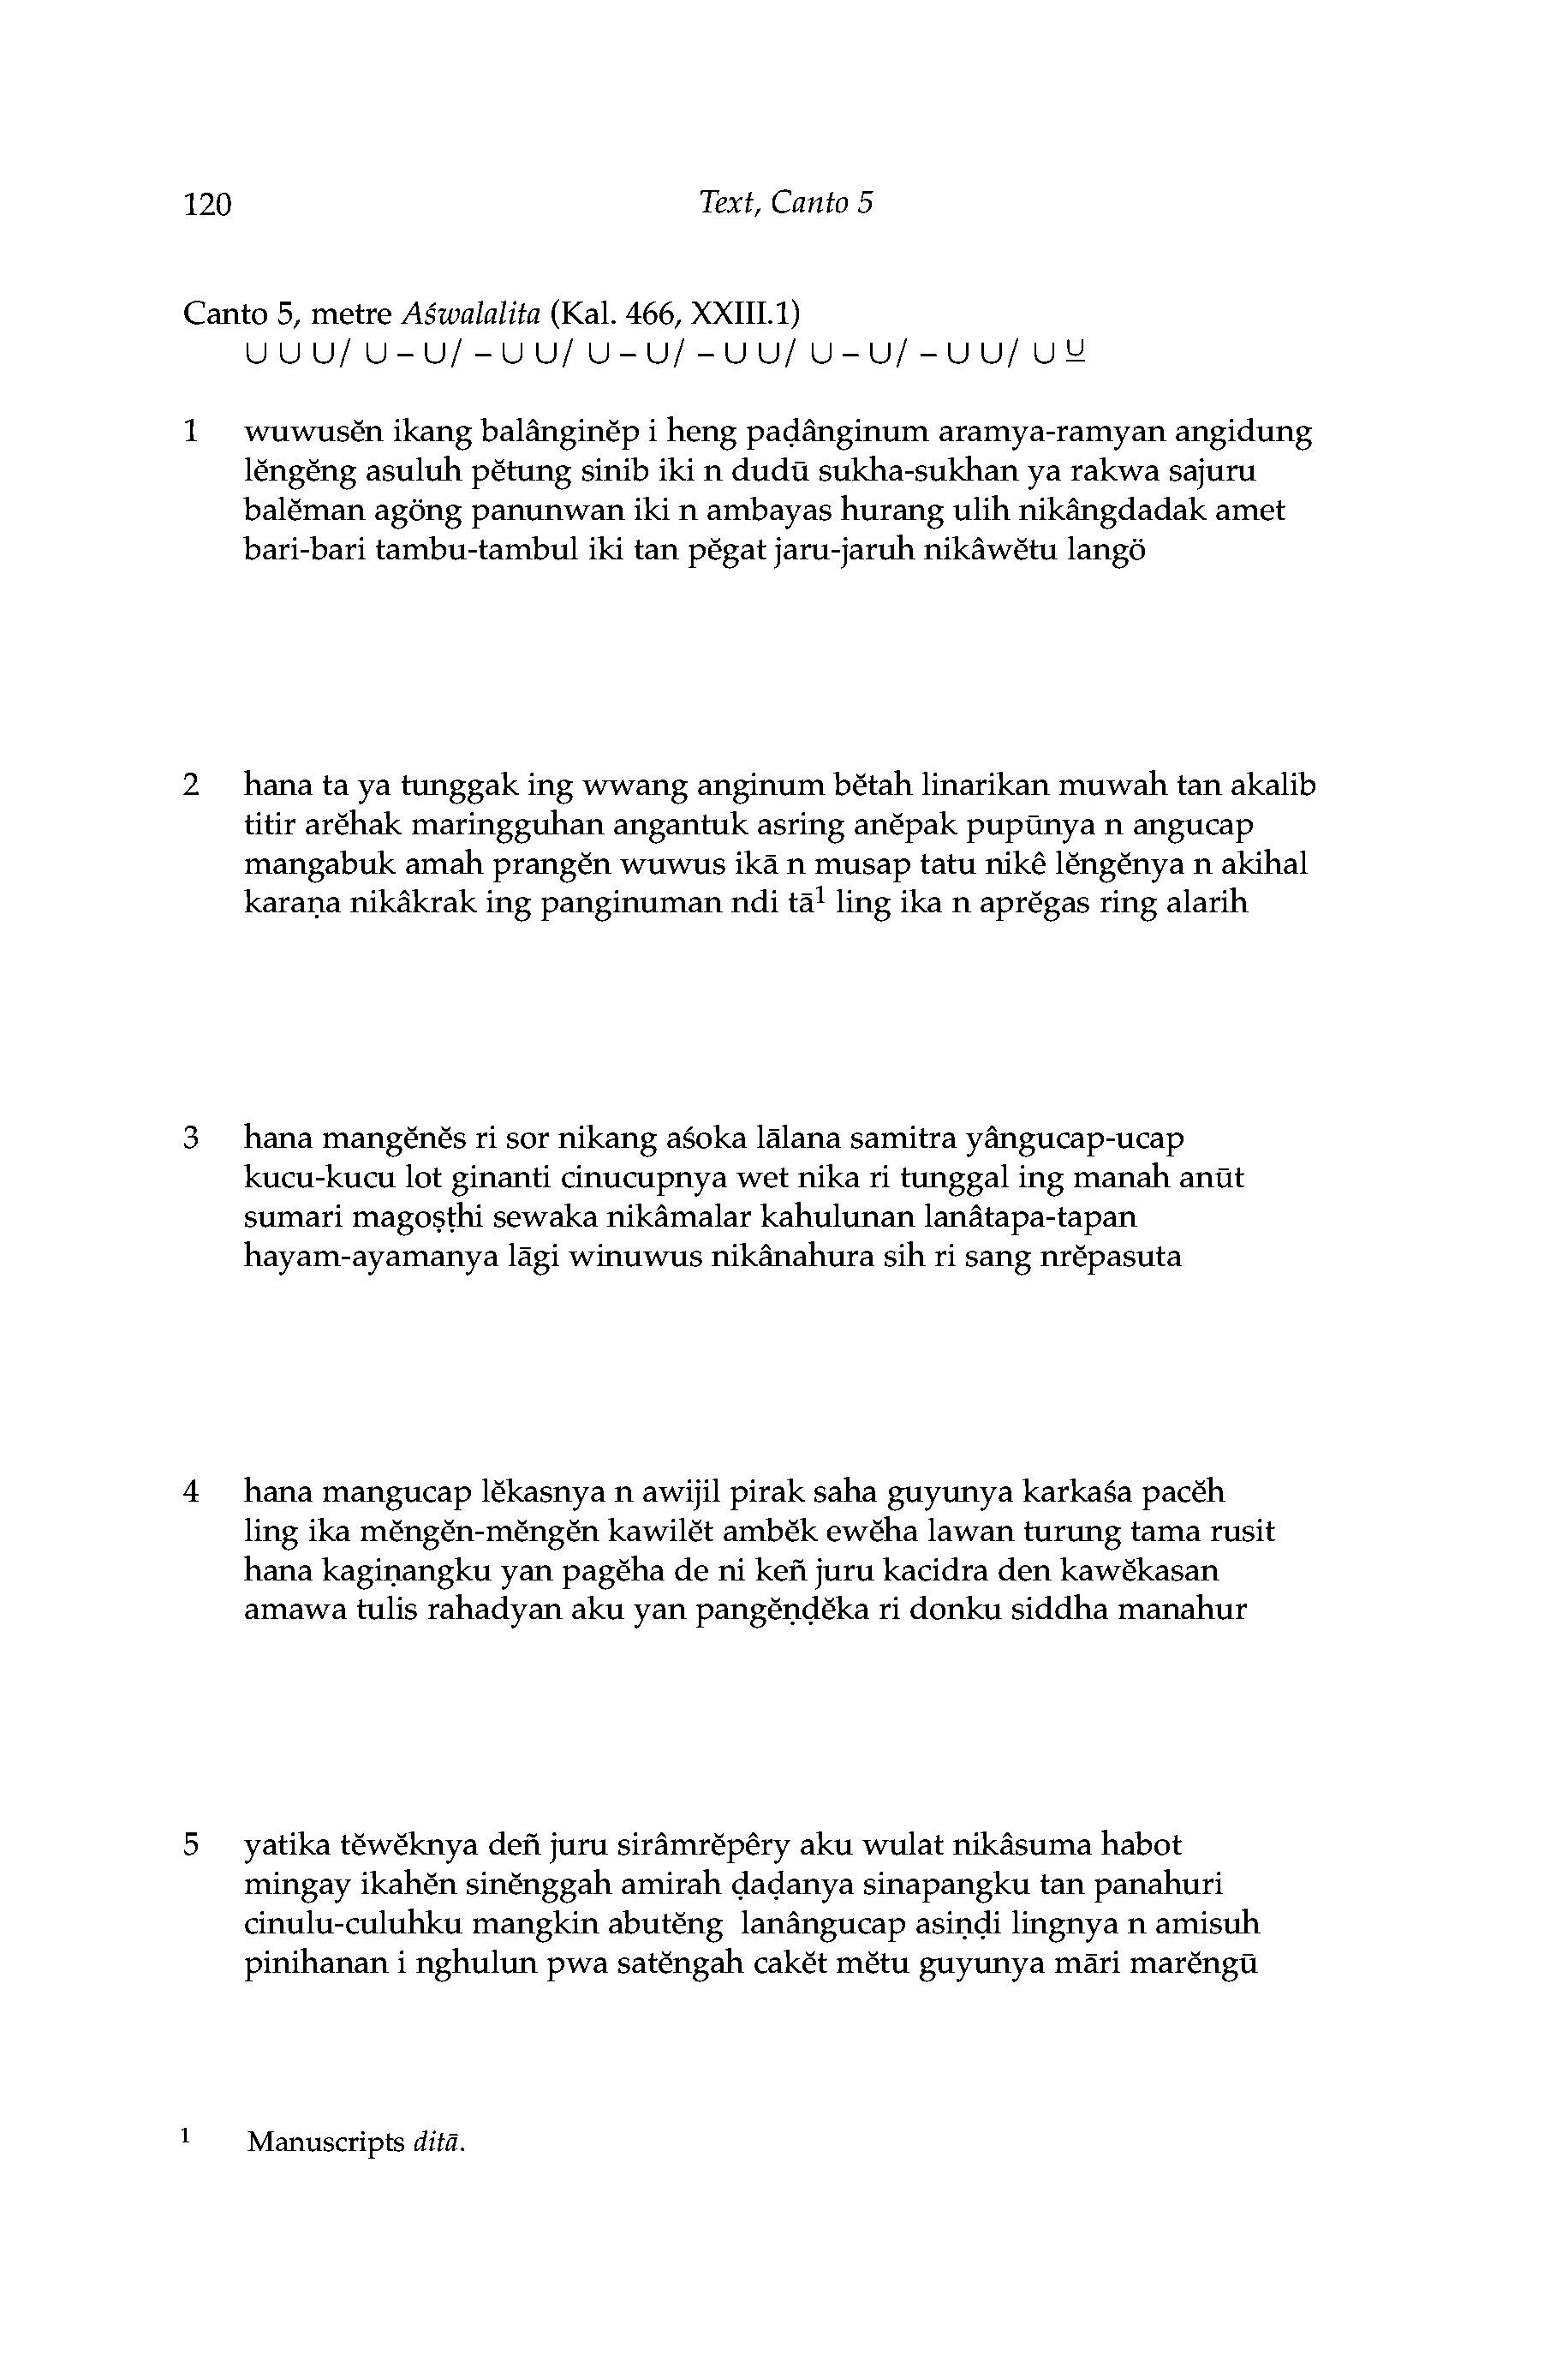 120 Text, Canto 5
Canto 5, metre Aśwalalita (Kal. 466, XXIII.1)
∪ ∪ ∪/ ∪ – ∪/ – ∪ ∪/ ∪ – ∪/ – ∪ ∪/ ∪ – ∪/ – ∪ ∪/ ∪ ∪̲
1 wuwusĕn ikang balânginĕp i heng paḍânginum aramya-ramyan angidung
lĕngĕng asuluh pĕtung sinib iki n dudū sukha-sukhan ya rakwa sajuru
balĕman agöng panunwan iki n ambayas hurang ulih nikângdadak amet
bari-bari tambu-tambul iki tan pĕgat jaru-jaruh nikâwĕtu langö
2 hana ta ya tunggak ing wwang anginum bĕtah linarikan muwah tan akalib
titir arĕhak maringguhan angantuk asring anĕpak pupūnya n angucap
mangabuk amah prangĕn wuwus ikā n musap tatu nikê lĕngĕnya n akihal
karaṇa nikâkrak ing panginuman ndi tā¹ ling ika n aprĕgas ring alarih
3 hana mangĕnĕs ri sor nikang aśoka lālana samitra yângucap-ucap
kucu-kucu lot ginanti cinucupnya wet nika ri tunggal ing manah anūt
sumari magoṣṭhi sewaka nikâmalar kahulunan lanâtapa-tapan
hayam-ayamanya lāgi winuwus nikânahura sih ri sang nrĕpasuta
4 hana mangucap lĕkasnya n awijil pirak saha guyunya karkaśa pacĕh
ling ika mĕngĕn-mĕngĕn kawilĕt ambĕk ewĕha lawan turung tama rusit
hana kagiṇangku yan pagĕha de ni keñ juru kacidra den kawĕkasan
amawa tulis rahadyan aku yan pangĕṇḍĕka ri donku siddha manahur
5 yatika tĕwĕknya deñ juru sirâmrĕpêry aku wulat nikâsuma habot
mingay ikahĕn sinĕnggah amirah ḍaḍanya sinapangku tan panahuri
cinulu-culuhku mangkin abutĕng lanângucap asiṇḍi lingnya n amisuh
pinihanan i nghulun pwa satĕngah cakĕt mĕtu guyunya māri marĕngū
¹ Manuscripts ditā.